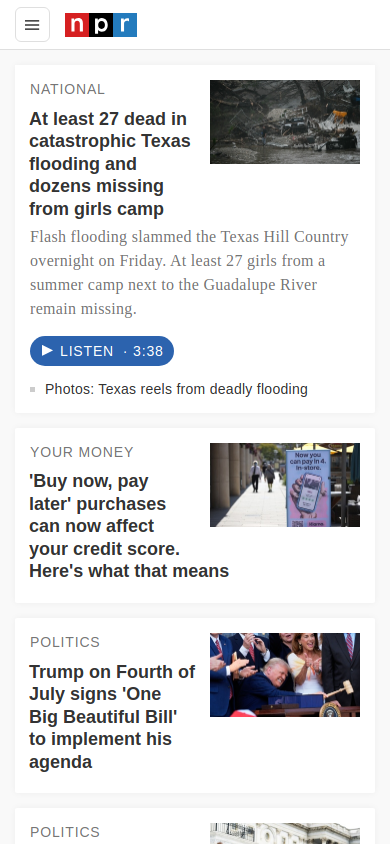 npr
NATIONAL
At least 27 dead in
catastrophic Texas
flooding and
dozens missing
from girls camp
Flash flooding slammed the Texas Hill Country
overnight on Friday. At least 27 girls from a
summer camp next to the Guadalupe River
remain missing.
LISTEN · 3:38
Photos: Texas reels from deadly flooding
YOUR MONEY
'Buy now, pay
later' purchases
can now affect
your credit score.
Here's what that means
Now you
can pay in 4.
In-store.
POLITICS
Trump on Fourth of
July signs 'One
Big Beautiful Bill'
to implement his
agenda
POLITICS